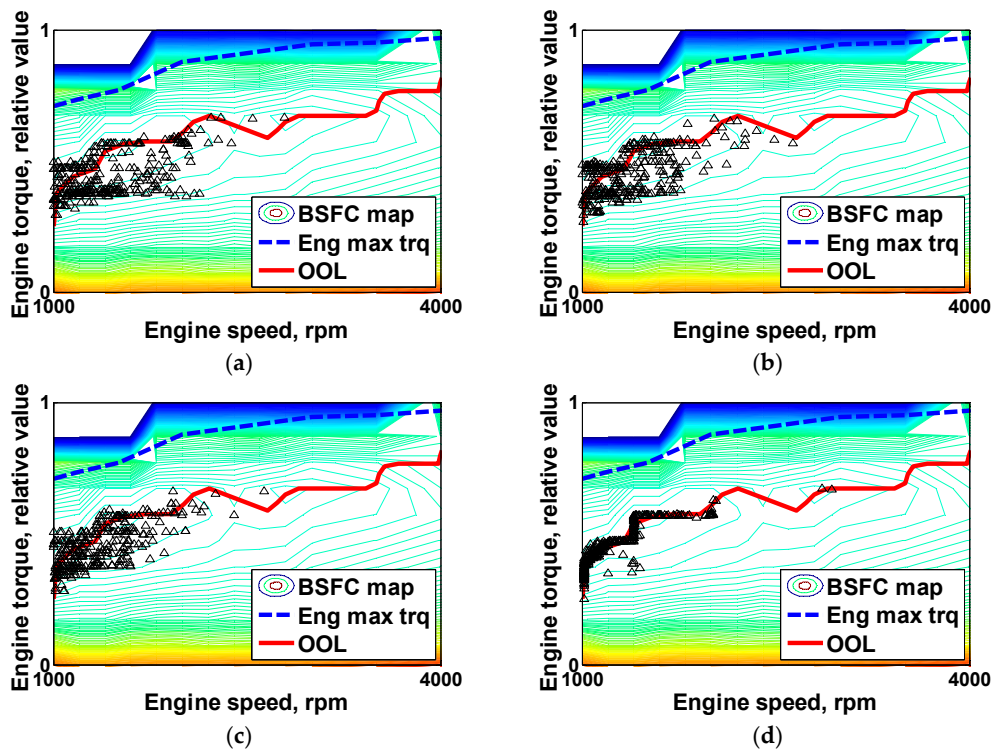 1
Engine torque, relative value
BSFC map
Eng max trq
OOL
0
1000
4000
Engine speed, rpm
(a)
1
Engine torque, relative value
BSFC map
Eng max trq
OOL
0
1000
4000
Engine speed, rpm
(b)
1
Engine torque, relative value
BSFC map
Eng max trq
OOL
0
1000
4000
Engine speed, rpm
(c)
1
Engine torque, relative value
BSFC map
Eng max trq
OOL
0
1000
4000
Engine speed, rpm
(d)